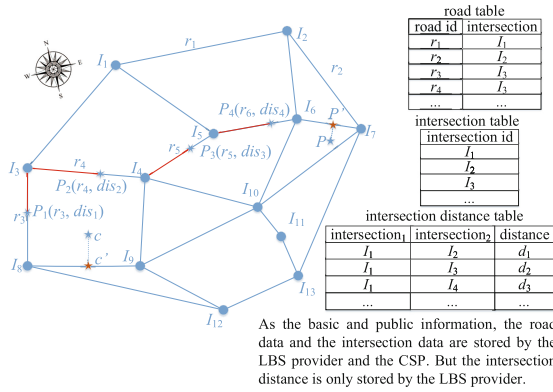 N
W
E
S
I1
r1
I2
r2
I5
P4(r6, dis4)
I6
P'
P
I7
r5
P3(r5, dis3)
I3
r4
P2(r4, dis2)
I4
r3
P1(r3, dis1)
c
c'
I8
I9
I10
I11
I12
I13
road table
road id intersection
r1 I1
r2 I2
r3 I3
r4 I4
... ...
intersection table
intersection id
I1
I2
I3
...
intersection distance table
intersection1 intersection2 distance
I1 I2 d1
I1 I3 d2
I1 I4 d3
... ... ...
As the basic and public information, the road
data and the intersection data are stored by the
LBS provider and the CSP. But the intersection
distance is only stored by the LBS provider.